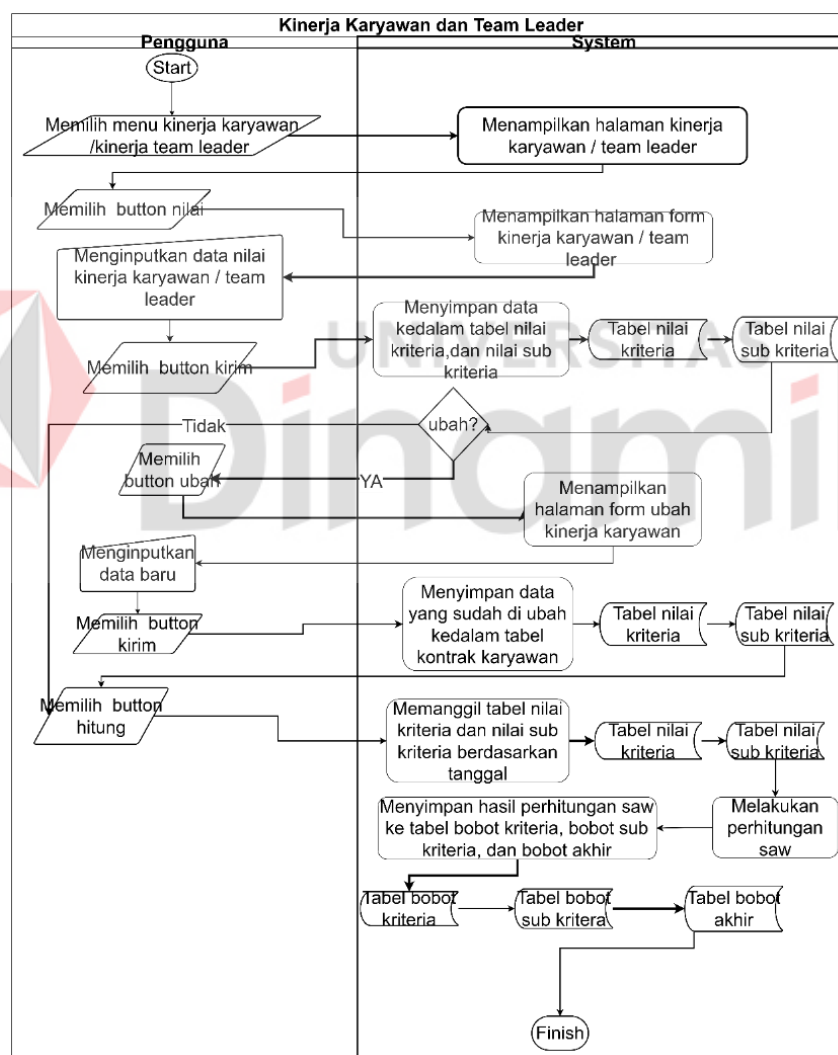 Kinerja Karyawan dan Team Leader
Pengguna
System
Start
Memilih menu kinerja karyawan
/kinerja team leader
Menampilkan halaman kinerja
karyawan / team leader
Memilih button nilai
Menampilkan halaman form
kinerja karyawan / team
leader
Menginputkan data nilai
kinerja karyawan / team
leader
Memilih button kirim
Menyimpan data
kedalam tabel nilai
kriteria,dan nilai sub
kriteria
Tabel nilai
kriteria
Tabel nilai
sub kriteria
UNIVERSITAS
Dinami
ubah?
Tidak
YA
Memilih
button ubah
Menampilkan
halaman form ubah
kinerja karyawan
Menginputkan
data baru
Memilih button
kirim
Menyimpan data
yang sudah di ubah
kedalam tabel
kontrak karyawan
Tabel nilai
kriteria
Tabel nilai
sub kriteria
Memilih button
hitung
Memanggil tabel nilai
kriteria dan nilai sub
kriteria berdasarkan
tanggal
Tabel nilai
kriteria
Tabel nilai
sub kriteria
Melakukan
perhitungan
saw
Menyimpan hasil perhitungan saw
ke tabel bobot kriteria, bobot sub
kriteria, dan bobot akhir
Tabel bobot
kriteria
Tabel bobot
sub kritera
Tabel bobot
akhir
Finish